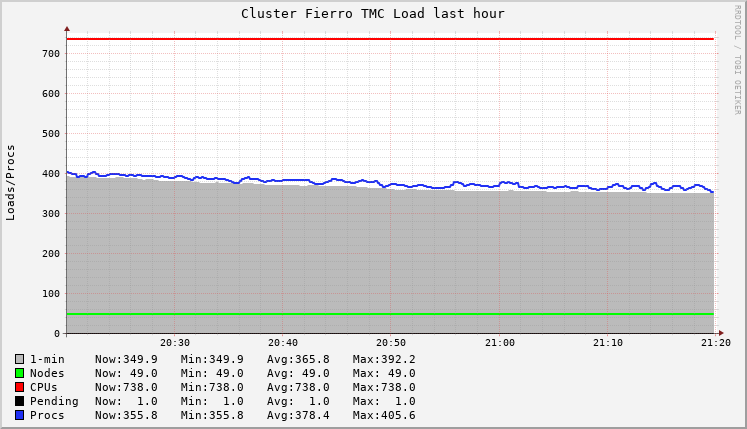 Cluster Fierro TMC Load last hour
RRDTOOL / TOBI OETIKER
Loads/Procs
700
600
500
400
300
200
100
0
20:30 20:40 20:50 21:00 21:10 21:20
1-min Now:349.9 Min:349.9 Avg:365.8 Max:392.2
Nodes Now: 49.0 Min: 49.0 Avg: 49.0 Max: 49.0
CPUs Now:738.0 Min:738.0 Avg:738.0 Max:738.0
Pending Now: 1.0 Min: 1.0 Avg: 1.0 Max: 1.0
Procs Now:355.8 Min:355.8 Avg:378.4 Max:405.6